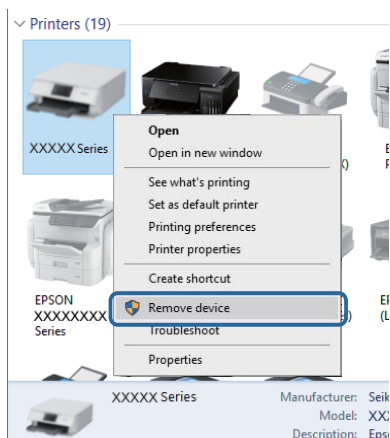 Printers (19)
XXXXX Series
Open
Open in new window
See what's printing
Set as default printer
Printing preferences
Printer properties
Create shortcut
Remove device
Troubleshoot
Properties
EPSON
XXXXXXXX
Series
XXXXX Series
Manufacturer:
Model:
Description: